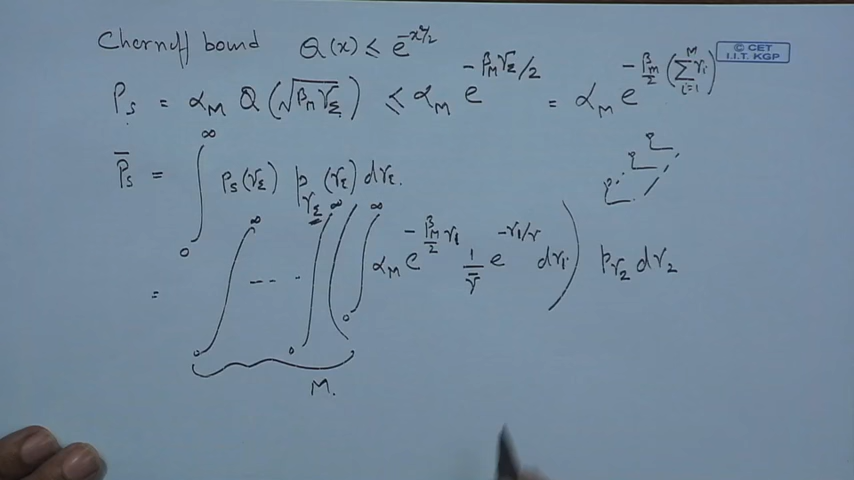 Chernoff bound Q(x) ≤ e^{-x²/2}
© CET
I.I.T. KGP
P_s = α_M Q(√(β_M γ_Σ)) ≤ α_M e^{-β_M γ_Σ/2} = α_M e^{-β_M/2 (∑_{i=1}^{M} γ_i)}
P̄_s = ∫_0^∞ P_s(γ_Σ) p_{γ_Σ}(γ_Σ) dγ_Σ.
= ∫_0^∞ ---- ∫_0^∞ (∫_0^∞ α_M e^{-β_M/2 γ_1} 1/γ̄ e^{-γ_1/γ̄} dγ_1) p_{γ_2} dγ_2
M.